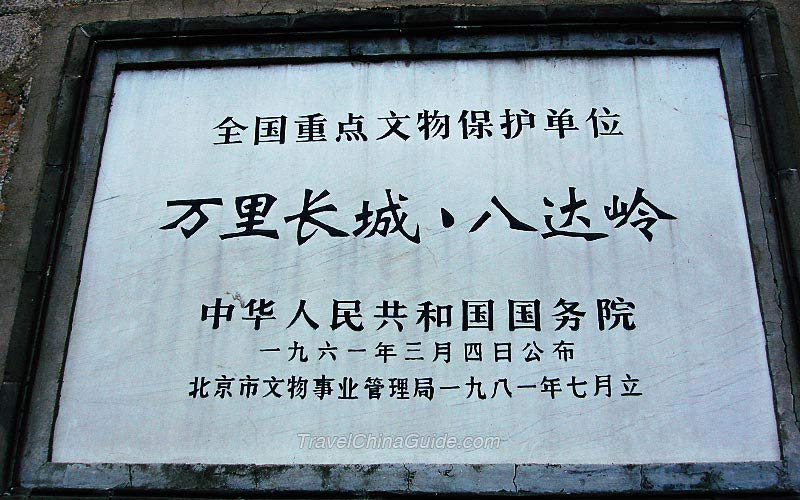 全国重点文物保护单位
万里长城·八达岭
中华人民共和国国务院
一九六一年三月四日公布
北京市文物事业管理局一九八一年七月立
TravelChinaGuide.com